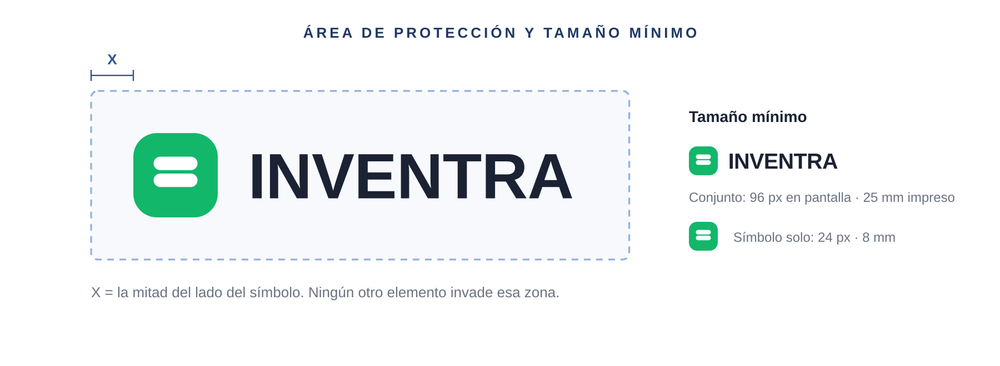 ÁREA DE PROTECCIÓN Y TAMAÑO MÍNIMO
X
INVENTRA
X = la mitad del lado del símbolo. Ningún otro elemento invade esa zona.
Tamaño mínimo
INVENTRA
Conjunto: 96 px en pantalla · 25 mm impreso
Símbolo solo: 24 px · 8 mm